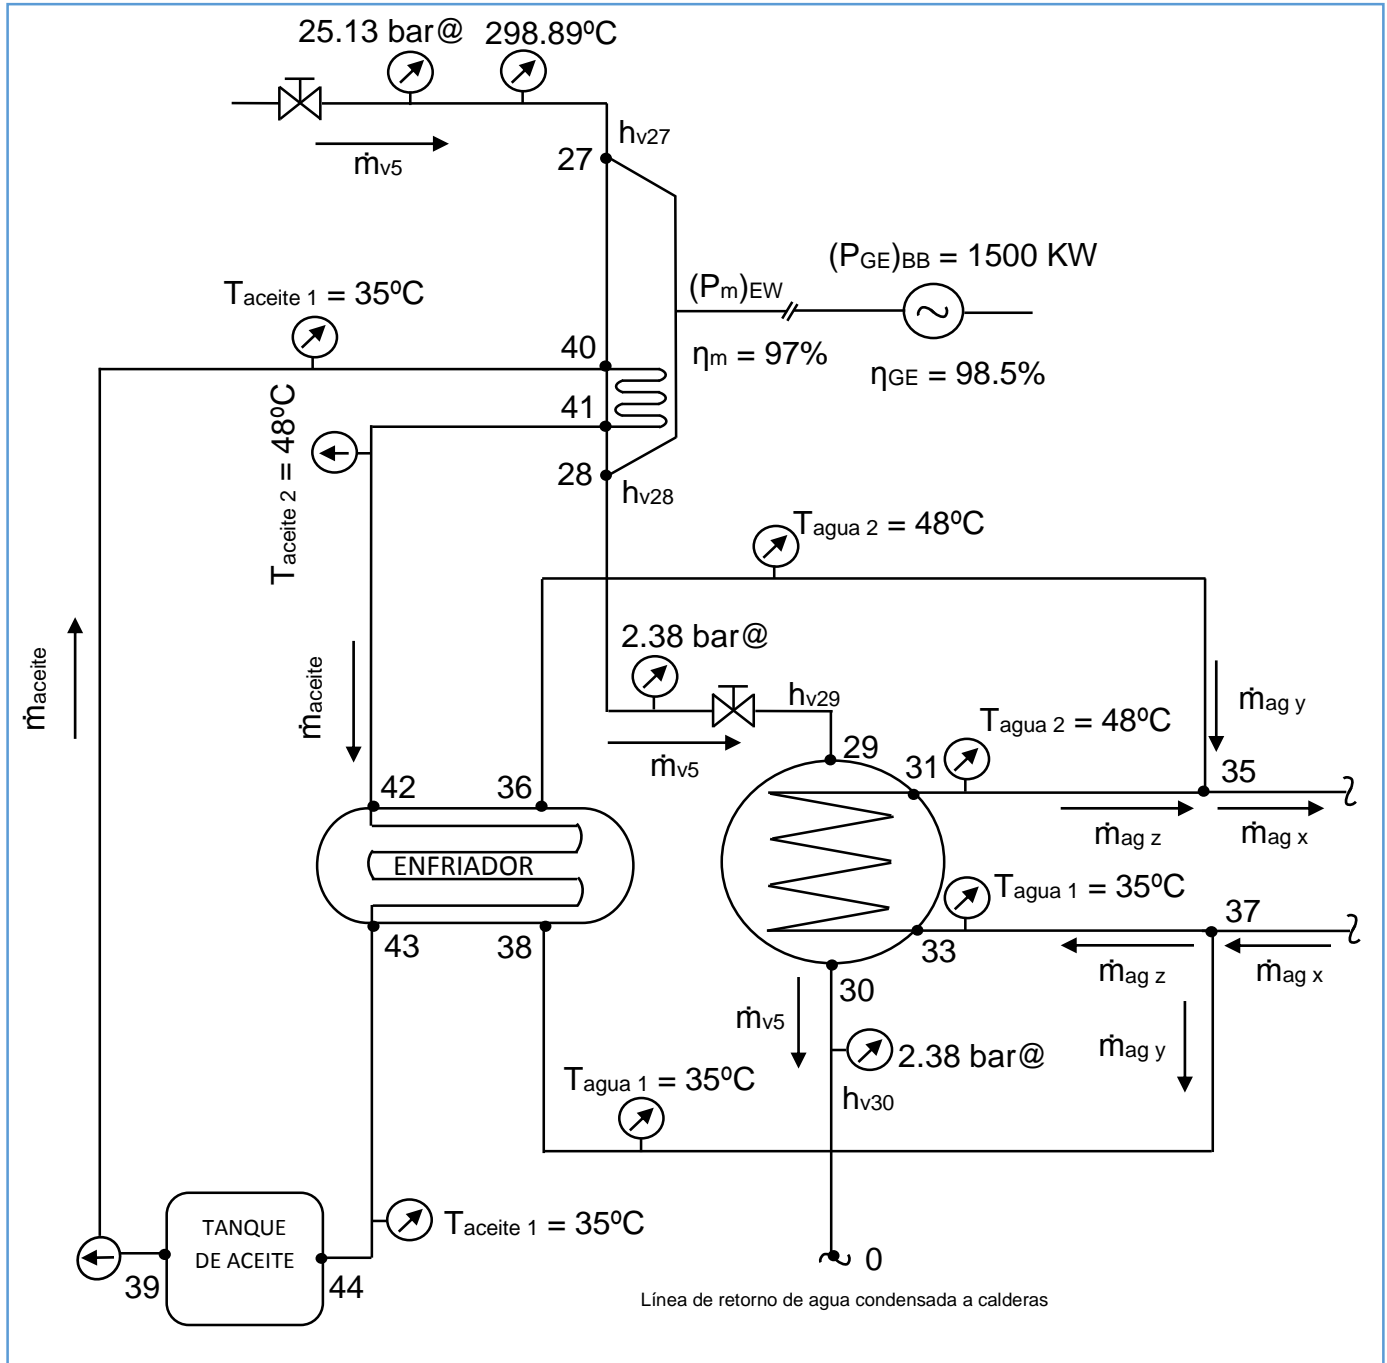 25.13 bar@ 298.89ºC
hv27
27
ṁv5
(PGE)BB = 1500 KW
(Pm)EW
Taceite 1 = 35ºC
ηm = 97%
ηGE = 98.5%
40
41
Taceite 2 = 48ºC
28
hv28
Tagua 2 = 48ºC
2.38 bar@
hv29
ṁaceite
ṁaceite
ṁag y
Tagua 2 = 48ºC
ṁv5
29
31
35
42
36
ṁag z
ṁag x
ENFRIADOR
Tagua 1 = 35ºC
37
43
38
33
ṁag z
ṁag x
30
ṁv5
2.38 bar@
ṁag y
Tagua 1 = 35ºC
hv30
TANQUE
DE ACEITE
Taceite 1 = 35ºC
39
44
0
Línea de retorno de agua condensada a calderas